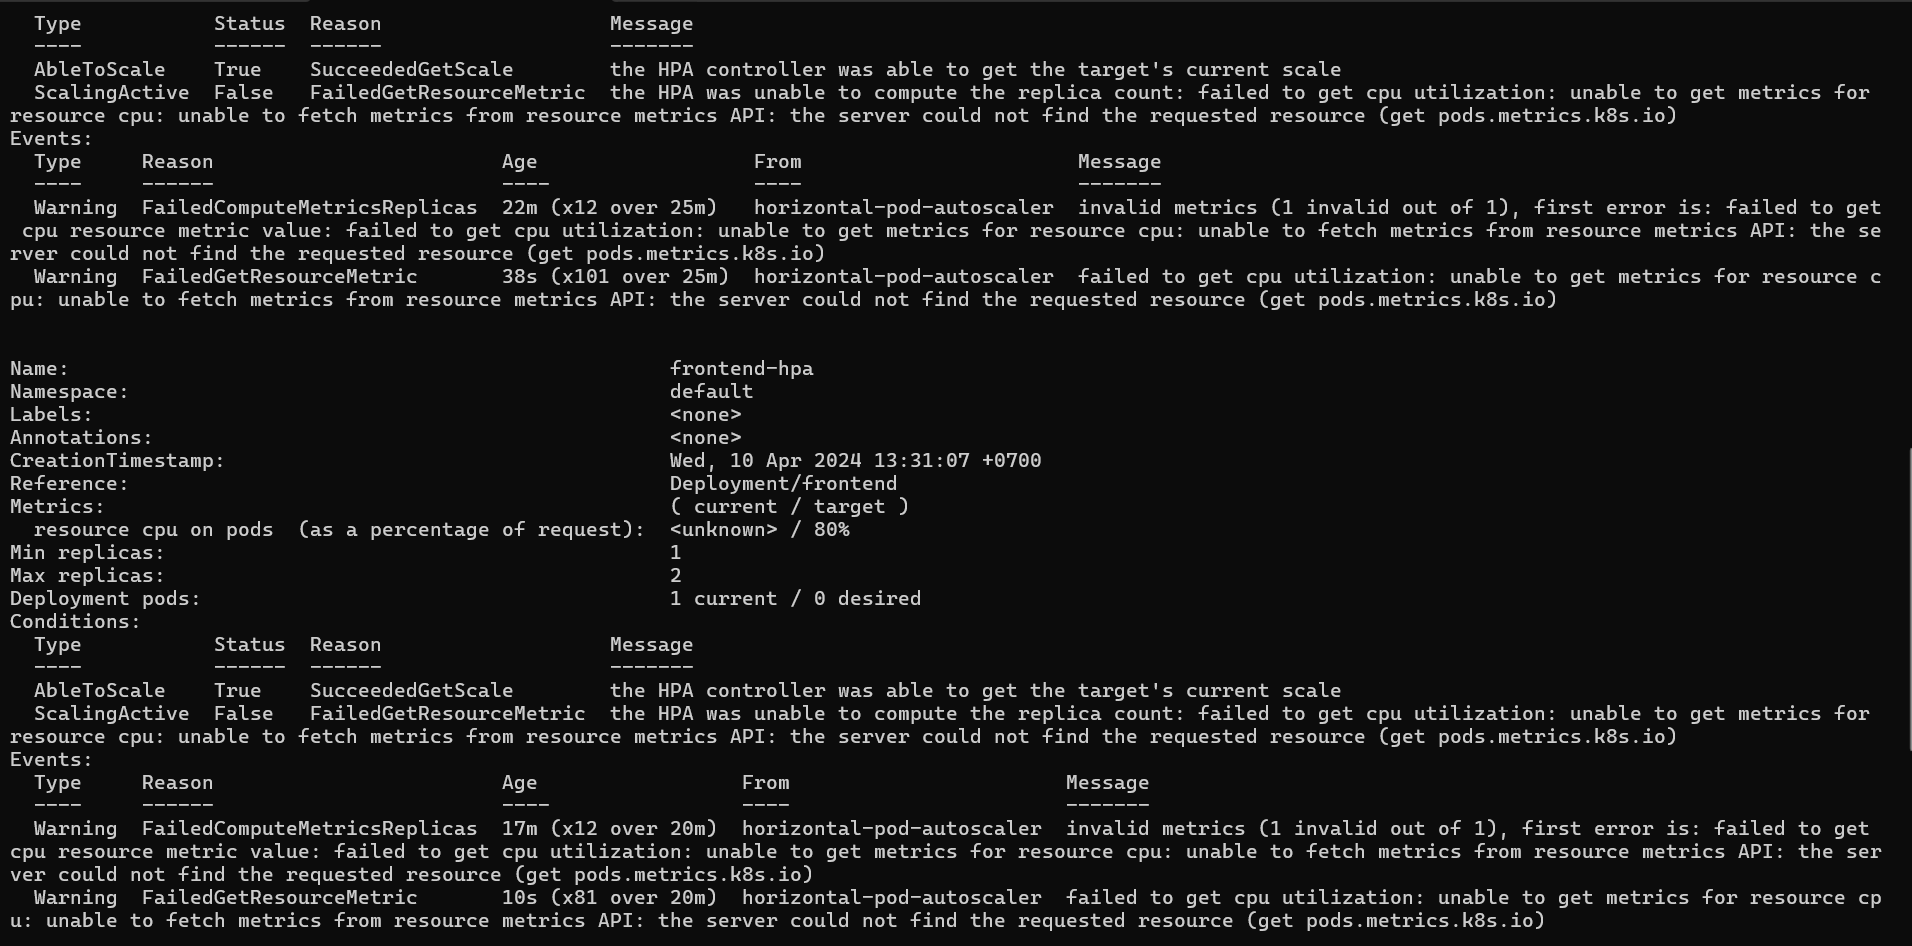 Type           Status  Reason                   Message
  ----           ------  ------                   -------
  AbleToScale    True    SucceededGetScale        the HPA controller was able to get the target's current scale
  ScalingActive  False   FailedGetResourceMetric  the HPA was unable to compute the replica count: failed to get cpu utilization: unable to get metrics for
resource cpu: unable to fetch metrics from resource metrics API: the server could not find the requested resource (get pods.metrics.k8s.io)
Events:
  Type     Reason                        Age                  From                       Message
  ----     ------                        ----                 ----                       -------
  Warning  FailedComputeMetricsReplicas  22m (x12 over 25m)   horizontal-pod-autoscaler  invalid metrics (1 invalid out of 1), first error is: failed to get
 cpu resource metric value: failed to get cpu utilization: unable to get metrics for resource cpu: unable to fetch metrics from resource metrics API: the se
rver could not find the requested resource (get pods.metrics.k8s.io)
  Warning  FailedGetResourceMetric       38s (x101 over 25m)  horizontal-pod-autoscaler  failed to get cpu utilization: unable to get metrics for resource c
pu: unable to fetch metrics from resource metrics API: the server could not find the requested resource (get pods.metrics.k8s.io)
Name:                                                  frontend-hpa
Namespace:                                             default
Labels:                                                <none>
Annotations:                                           <none>
CreationTimestamp:                                     Wed, 10 Apr 2024 13:31:07 +0700
Reference:                                             Deployment/frontend
Metrics:                                               ( current / target )
  resource cpu on pods  (as a percentage of request):  <unknown> / 80%
Min replicas:                                          1
Max replicas:                                          2
Deployment pods:                                       1 current / 0 desired
Conditions:
  Type           Status  Reason                   Message
  ----           ------  ------                   -------
  AbleToScale    True    SucceededGetScale        the HPA controller was able to get the target's current scale
  ScalingActive  False   FailedGetResourceMetric  the HPA was unable to compute the replica count: failed to get cpu utilization: unable to get metrics for
resource cpu: unable to fetch metrics from resource metrics API: the server could not find the requested resource (get pods.metrics.k8s.io)
Events:
  Type     Reason                        Age                 From                       Message
  ----     ------                        ----                ----                       -------
  Warning  FailedComputeMetricsReplicas  17m (x12 over 20m)  horizontal-pod-autoscaler  invalid metrics (1 invalid out of 1), first error is: failed to get
cpu resource metric value: failed to get cpu utilization: unable to get metrics for resource cpu: unable to fetch metrics from resource metrics API: the ser
ver could not find the requested resource (get pods.metrics.k8s.io)
  Warning  FailedGetResourceMetric       10s (x81 over 20m)  horizontal-pod-autoscaler  failed to get cpu utilization: unable to get metrics for resource cp
u: unable to fetch metrics from resource metrics API: the server could not find the requested resource (get pods.metrics.k8s.io)